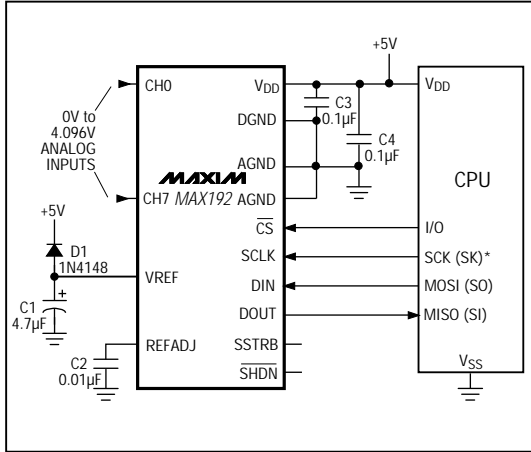 +5V
CH0
VDD
VDD
0V to
4.096V
ANALOG
INPUTS
DGND
C3
0.1µF
C4
0.1µF
AGND
MAXIM
CPU
CH7
MAX192
AGND
+5V
CS
I/O
D1
1N4148
SCLK
SCK (SK)*
VREF
DIN
MOSI (SO)
C1
+
4.7µF
DOUT
MISO (SI)
REFADJ
SSTRB
C2
0.01µF
SHDN
VSS